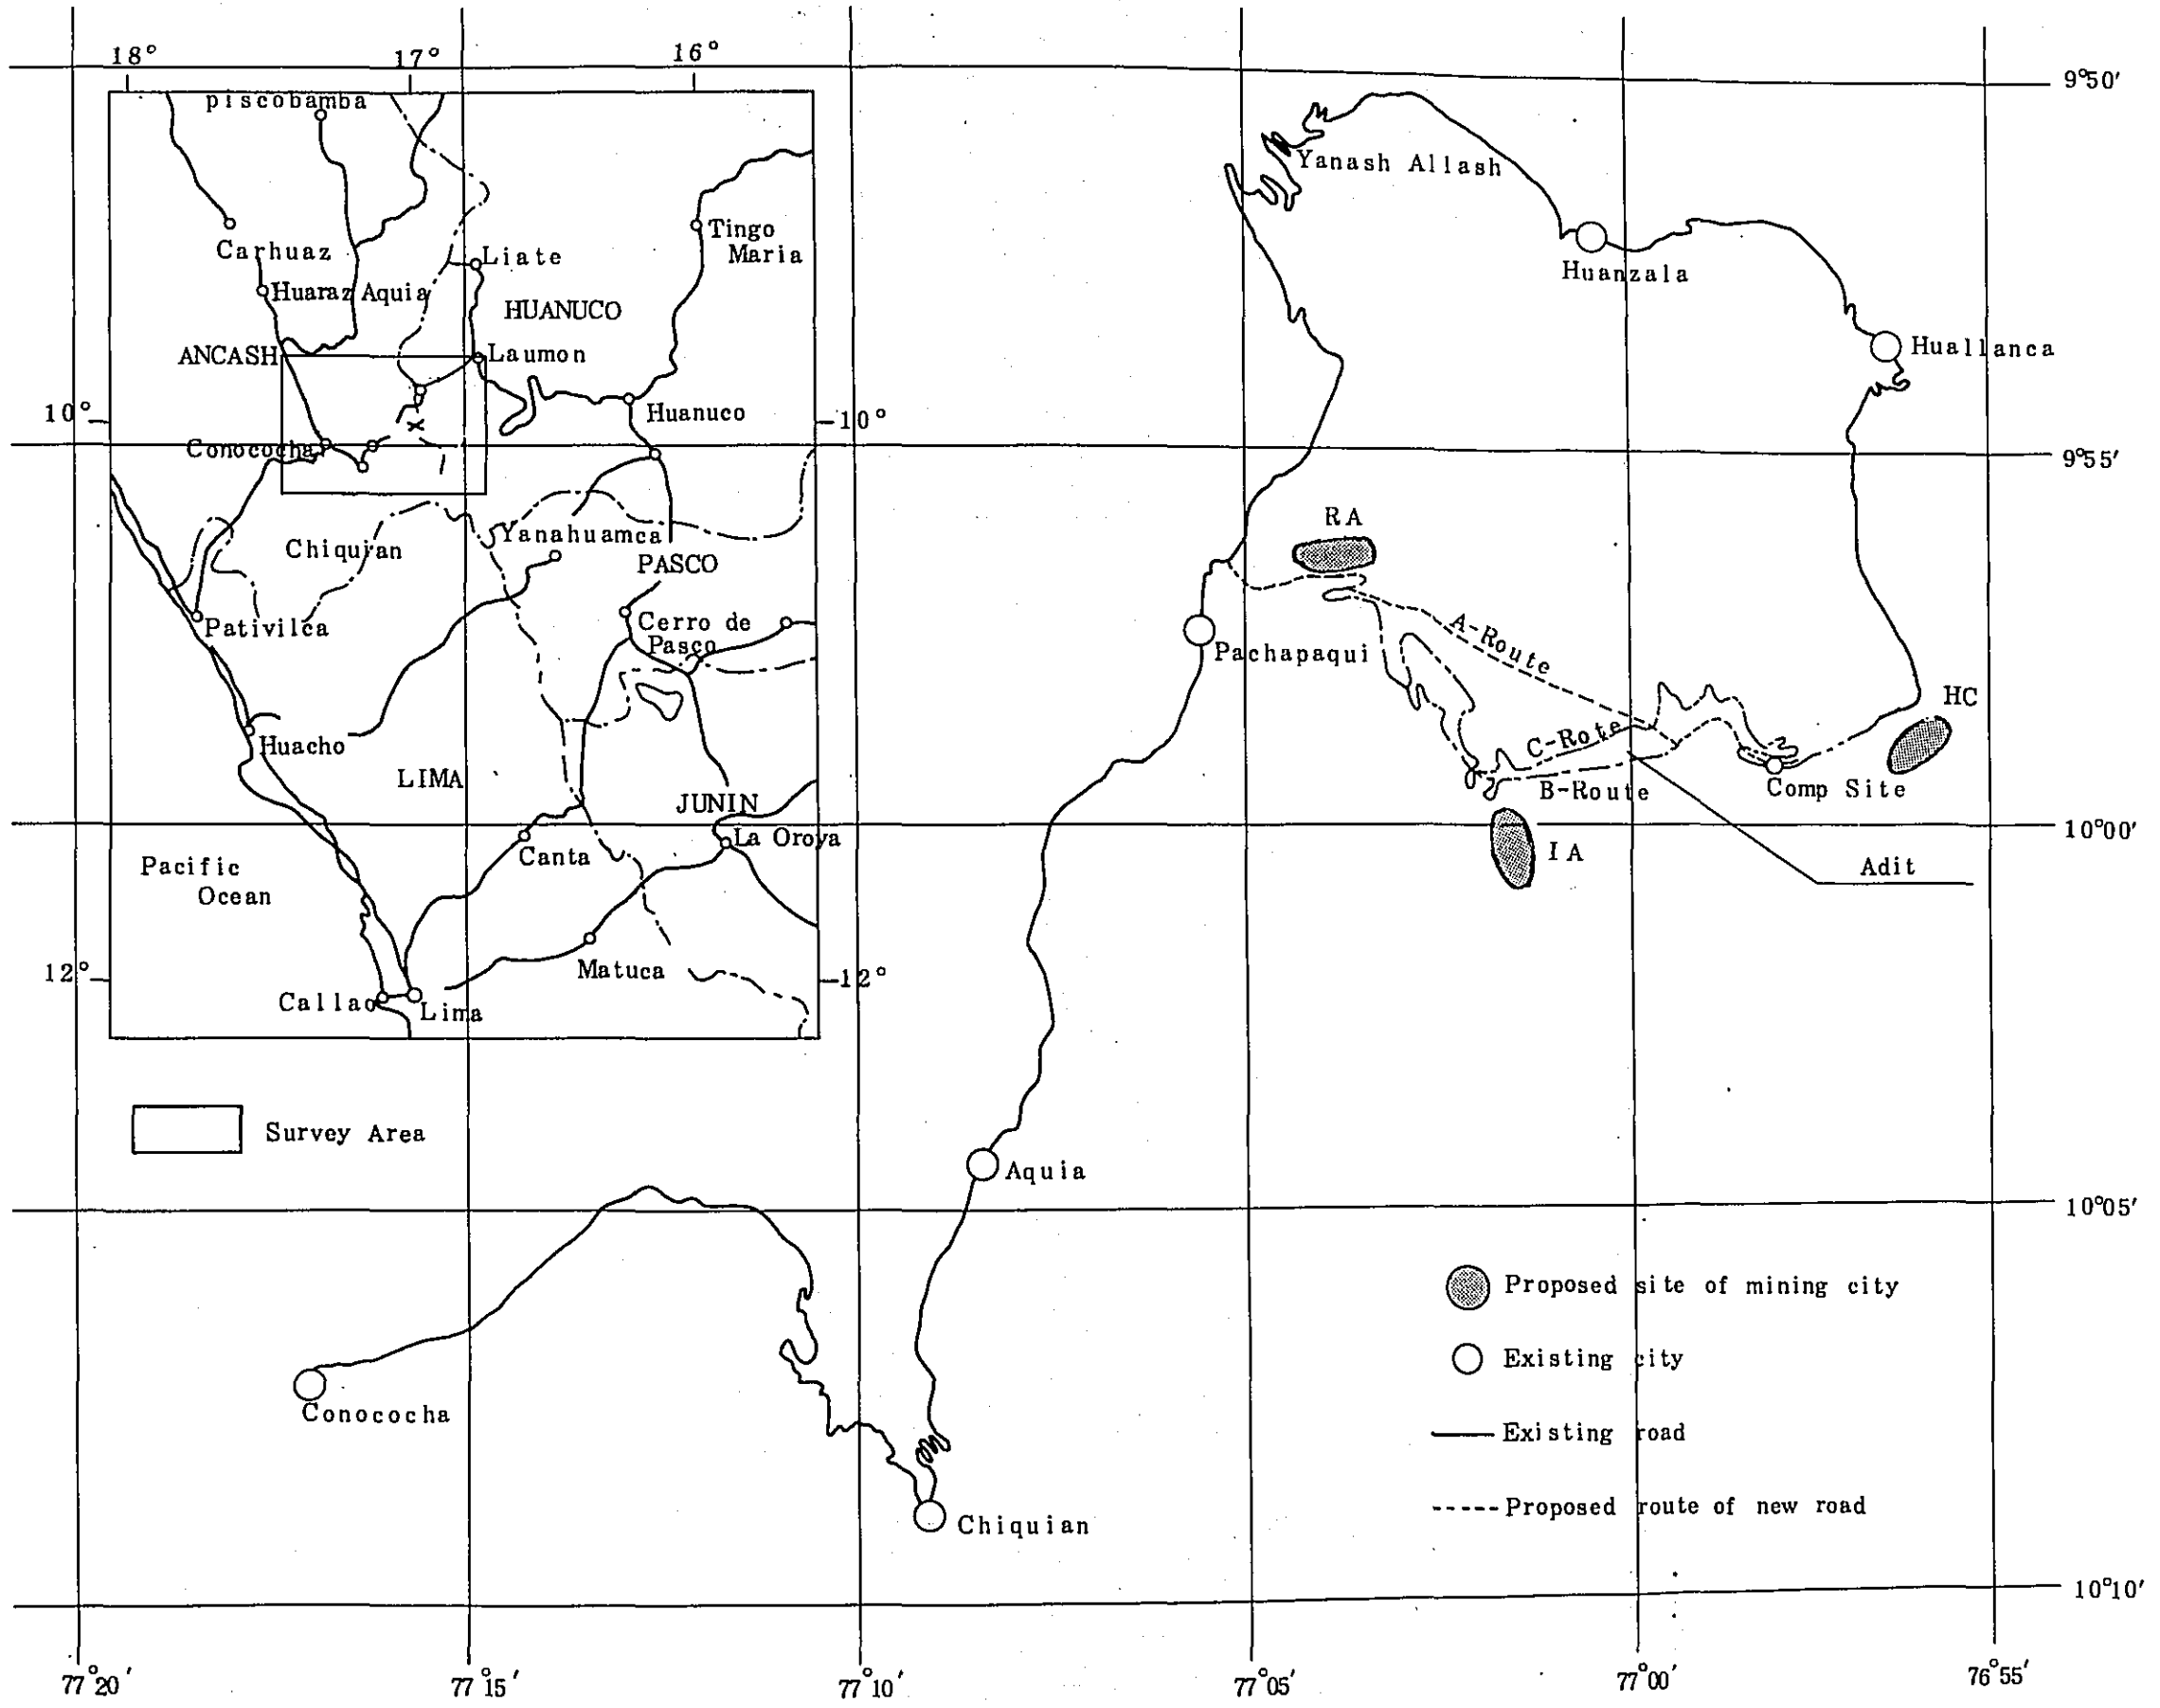 18°
17°
16°
9°50'
piscobamba
Yanash Allash
Tingo
Maria
Carhuaz
Liate
Huanzala
Huaraz
Aquia
HUANUCO
Huallanca
ANCASH
Laumon
10°
Huanuco
10°
Conococha
9°55'
RA
Yanahuamca
Chiquian
PASCO
Cerro de
Pasco
Pativilca
A-Route
Pachapaqui
HC
Huacho
C-Rote
LIMA
B-Route
Comp Site
JUNIN
La Oroya
10°00'
Canta
IA
Pacific
Ocean
Adit
12°
Matuca
12°
Callao
Lima
Survey Area
Aquia
10°05'
Proposed site of mining city
Existing city
Conococha
Existing road
Proposed route of new road
Chiquian
10°10'
77°20'
77°15'
77°10'
77°05'
77°00'
76°55'